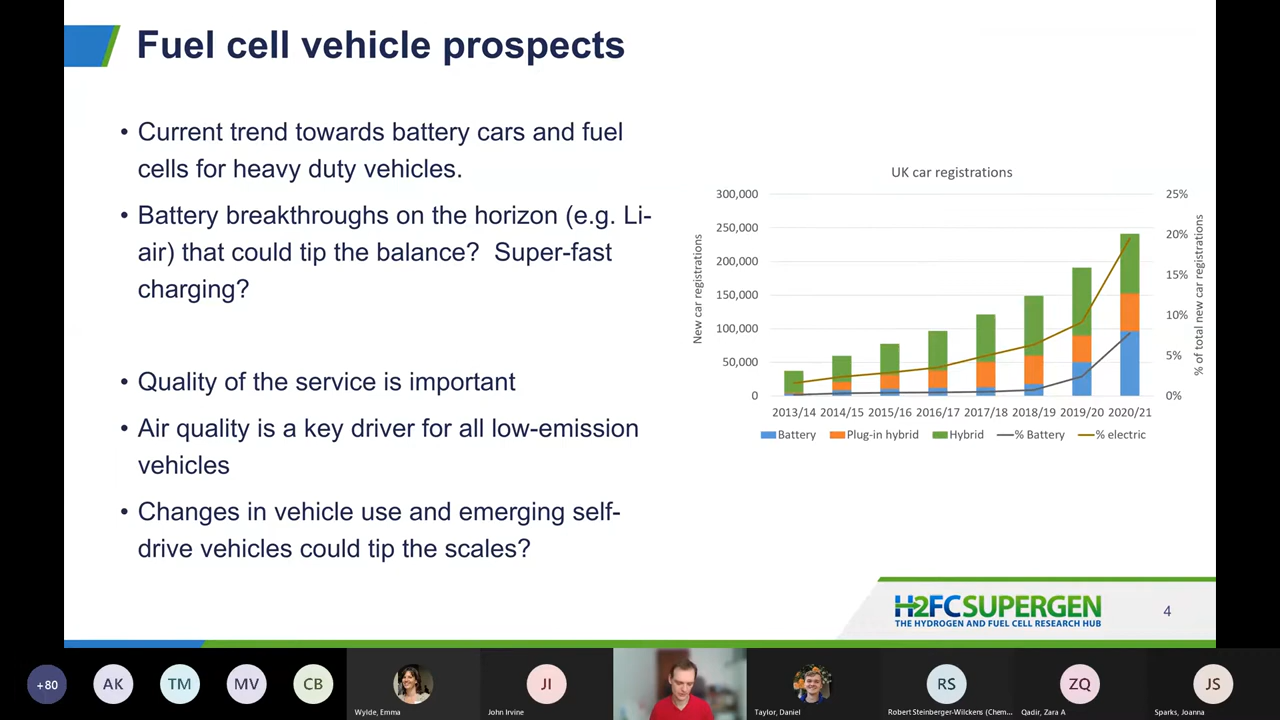 Fuel cell vehicle prospects
• Current trend towards battery cars and fuel
cells for heavy duty vehicles.
• Battery breakthroughs on the horizon (e.g. Li-
air) that could tip the balance? Super-fast
charging?
• Quality of the service is important
• Air quality is a key driver for all low-emission
vehicles
• Changes in vehicle use and emerging self-
drive vehicles could tip the scales?
UK car registrations
New car registrations
300,000
250,000
200,000
150,000
100,000
50,000
0
25%
20%
15%
10%
5%
0%
% of total new car registrations
2013/14 2014/15 2015/16 2016/17 2017/18 2018/19 2019/20 2020/21
Battery Plug-in hybrid Hybrid % Battery % electric
H2FCSUPERGEN
THE HYDROGEN AND FUEL CELL RESEARCH HUB
4
+80 AK TM MV CB JI RS ZQ JS
Wylde, Emma John Irvine Taylor, Daniel Robert Steinberger-Wilckens (Chem... Qadir, Zara A Sparks, Joanna